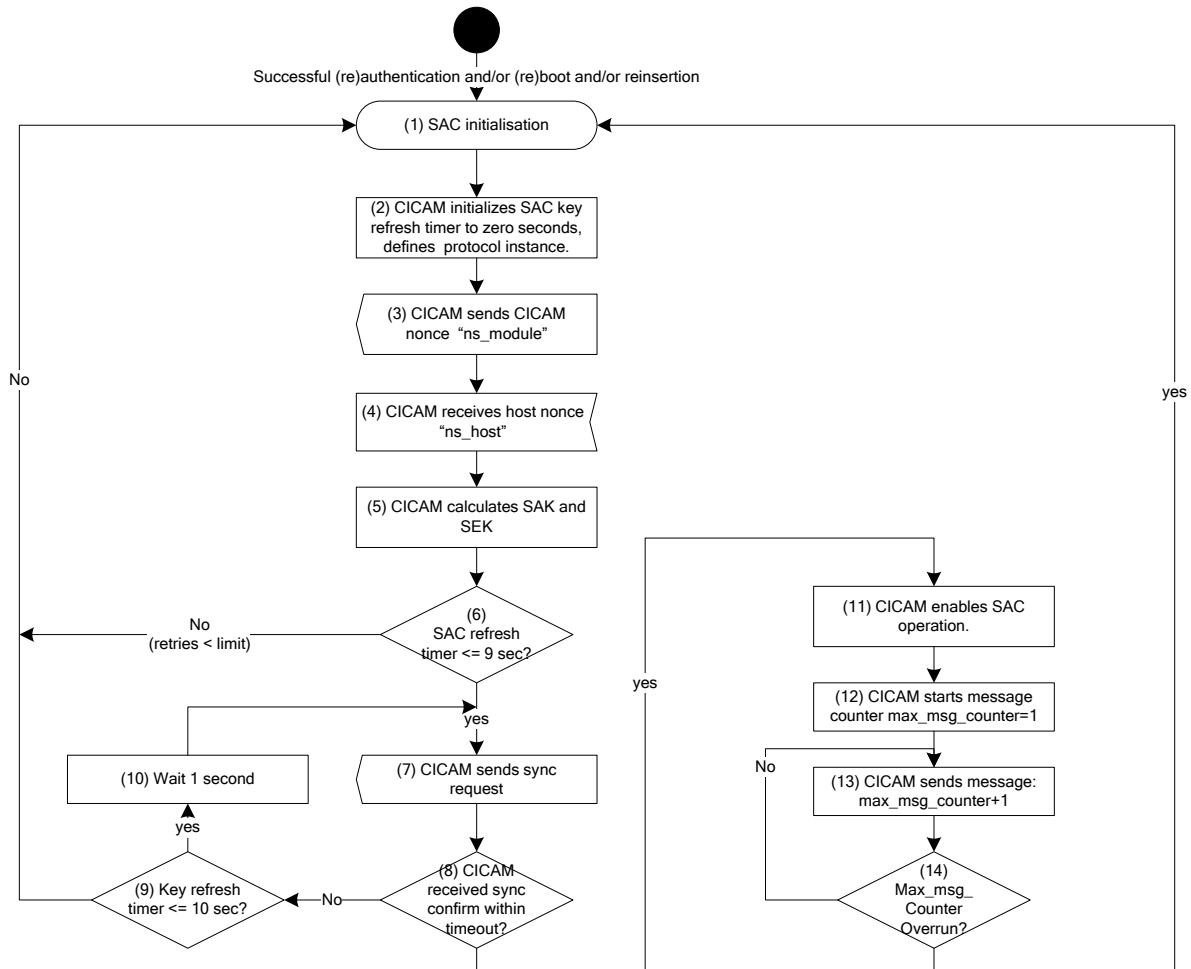 Successful (re)authentication and/or (re)boot and/or reinsertion
(1) SAC initialisation
(2) CICAM initializes SAC key
refresh timer to zero seconds,
defines protocol instance.
(3) CICAM sends CICAM
nonce “ns_module”
No
yes
(4) CICAM receives host nonce
“ns_host”
(5) CICAM calculates SAK and
SEK
(6)
SAC refresh
timer <= 9 sec?
No
(retries < limit)
yes
(7) CICAM sends sync
request
(10) Wait 1 second
yes
(8) CICAM
received sync
confirm within
timeout?
No
(9) Key refresh
timer <= 10 sec?
yes
(11) CICAM enables SAC
operation.
(12) CICAM starts message
counter max_msg_counter=1
No
(13) CICAM sends message:
max_msg_counter+1
(14)
Max_msg_
Counter
Overrun?